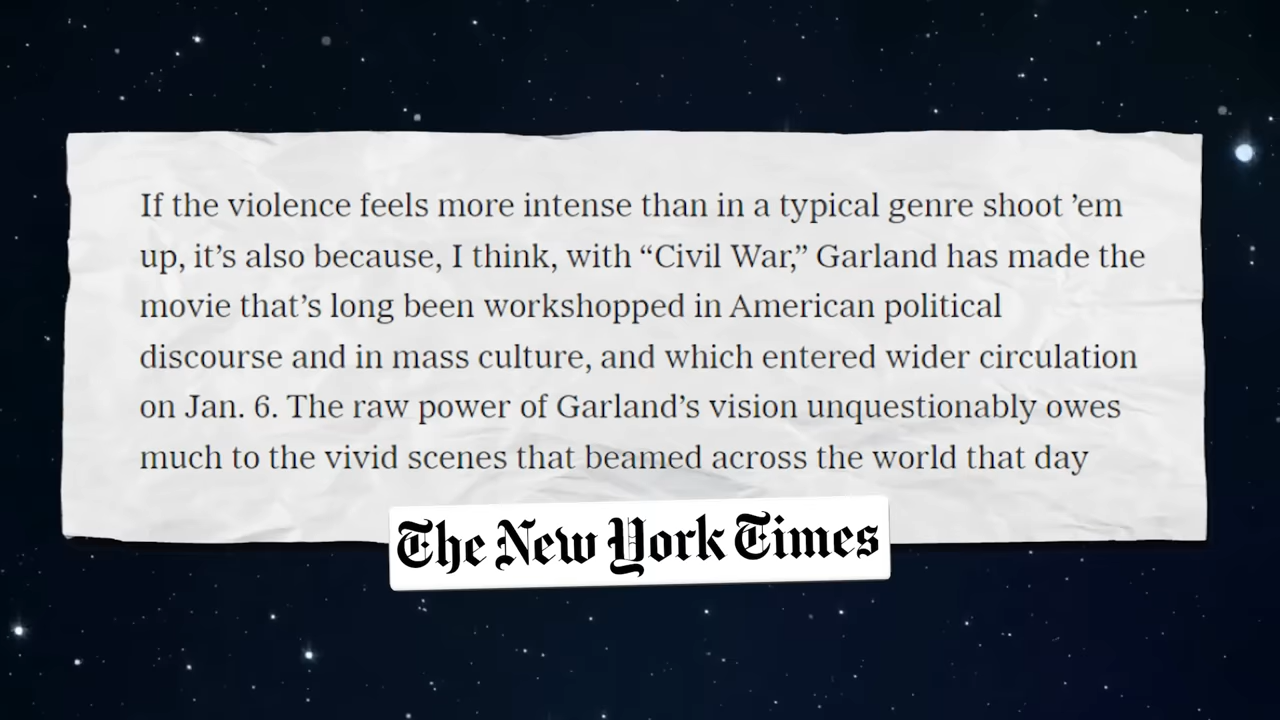 If the violence feels more intense than in a typical genre shoot ’em
up, it’s also because, I think, with “Civil War,” Garland has made the
movie that’s long been workshopped in American political
discourse and in mass culture, and which entered wider circulation
on Jan. 6. The raw power of Garland’s vision unquestionably owes
much to the vivid scenes that beamed across the world that day
The New York Times